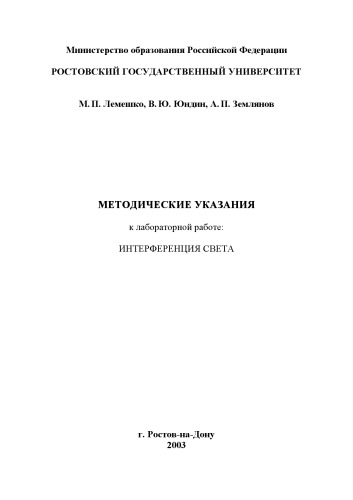 Министерство образования Российской Федерации
РОСТОВСКИЙ ГОСУДАРСТВЕННЫЙ УНИВЕРСИТЕТ
М. П. Лемешко, В. Ю. Юндин, А. П. Землянов
МЕТОДИЧЕСКИЕ УКАЗАНИЯ
к лабораторной работе:
ИНТЕРФЕРЕНЦИЯ СВЕТА
г. Ростов-на-Дону
2003